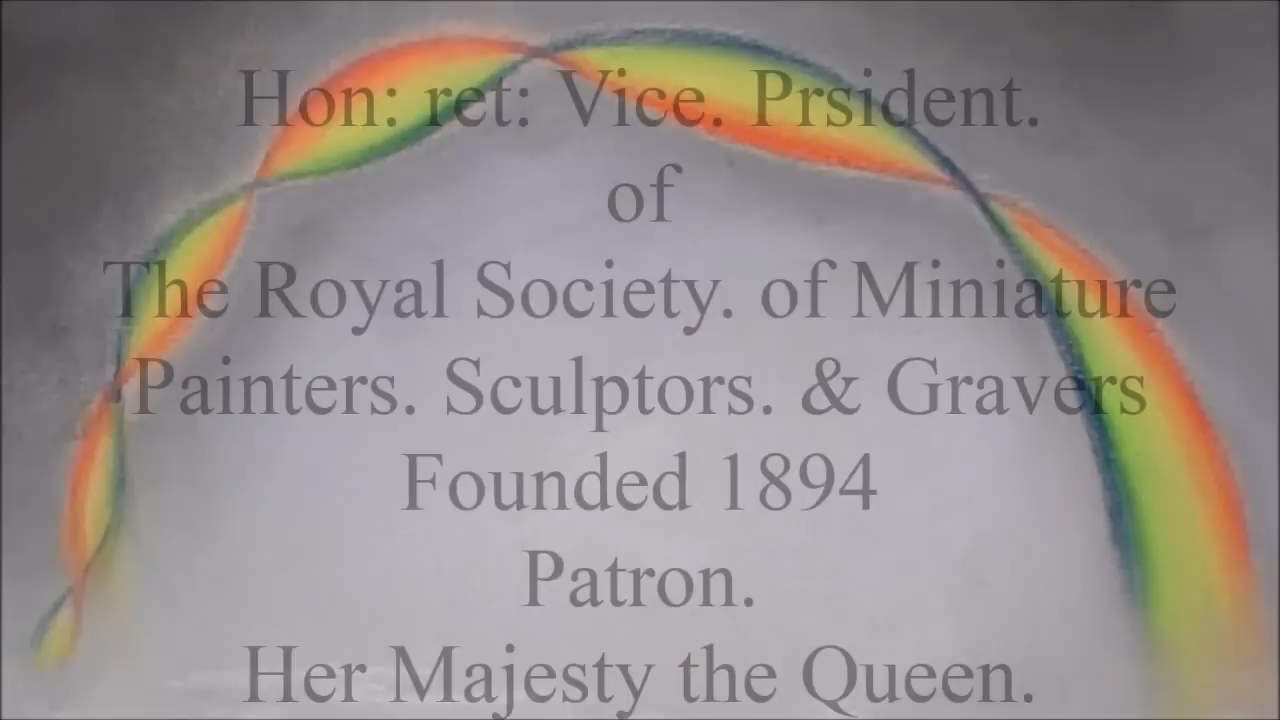 Hon: ret: Vice. Prsident.
of
The Royal Society. of Miniature
Painters. Sculptors. & Gravers
Founded 1894
Patron.
Her Majesty the Queen.